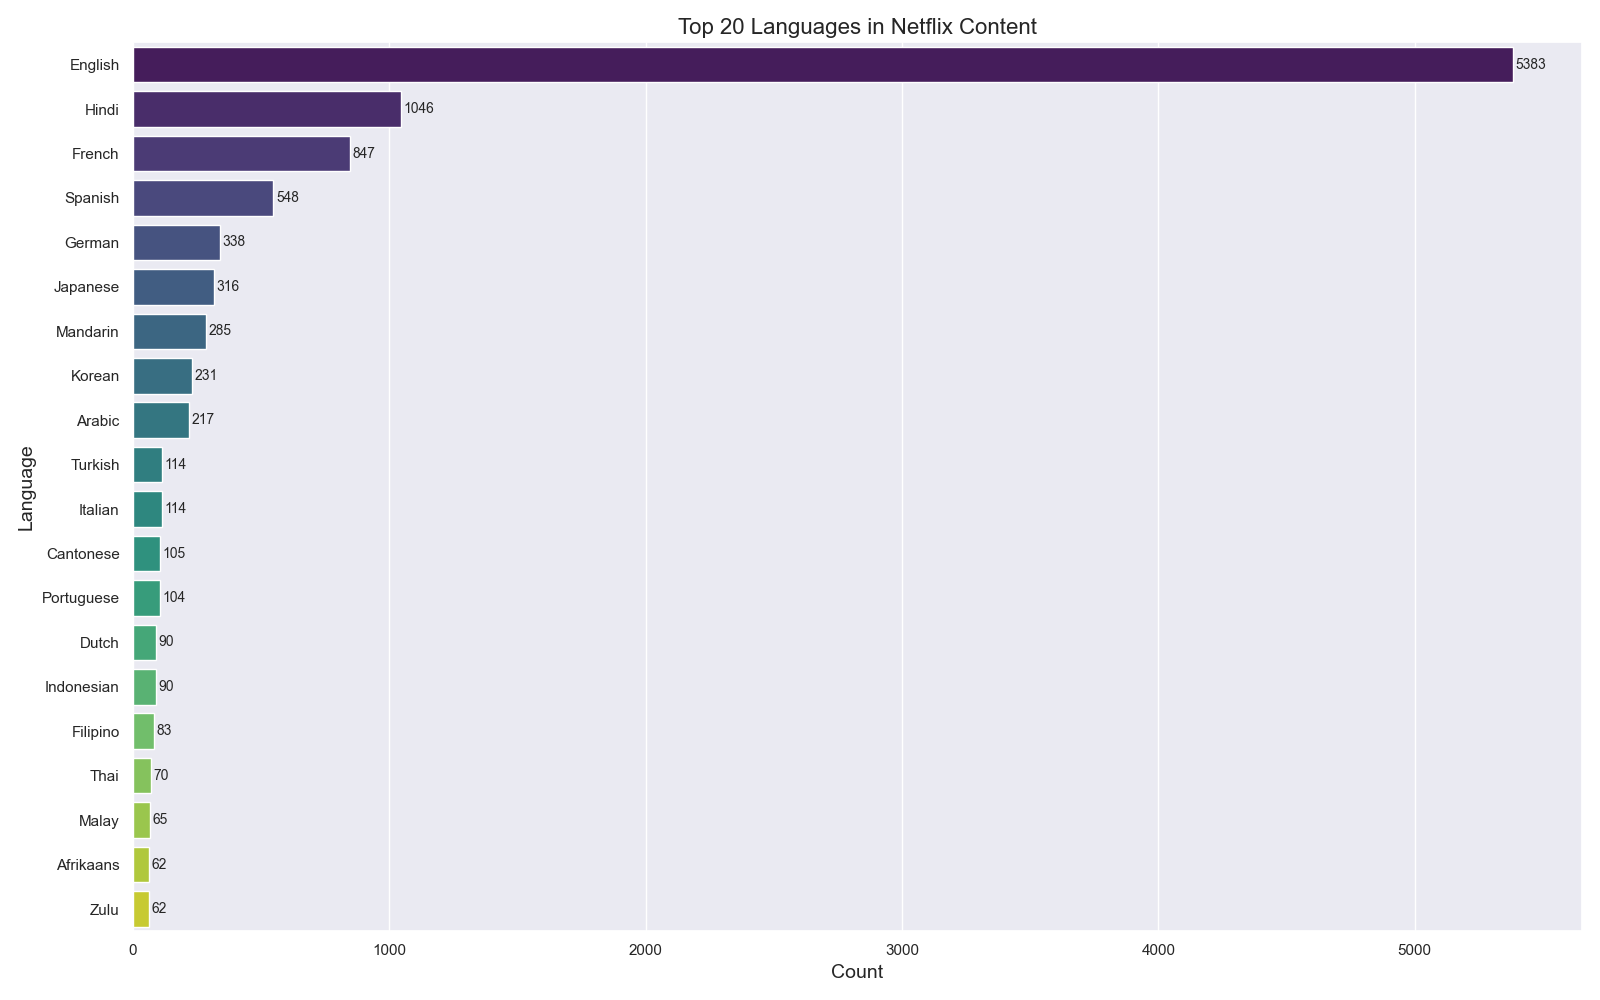 Top 20 Languages in Netflix Content
Language
English 5383
Hindi 1046
French 847
Spanish 548
German 338
Japanese 316
Mandarin 285
Korean 231
Arabic 217
Turkish 114
Italian 114
Cantonese 105
Portuguese 104
Dutch 90
Indonesian 90
Filipino 83
Thai 70
Malay 65
Afrikaans 62
Zulu 62
0 1000 2000 3000 4000 5000
Count